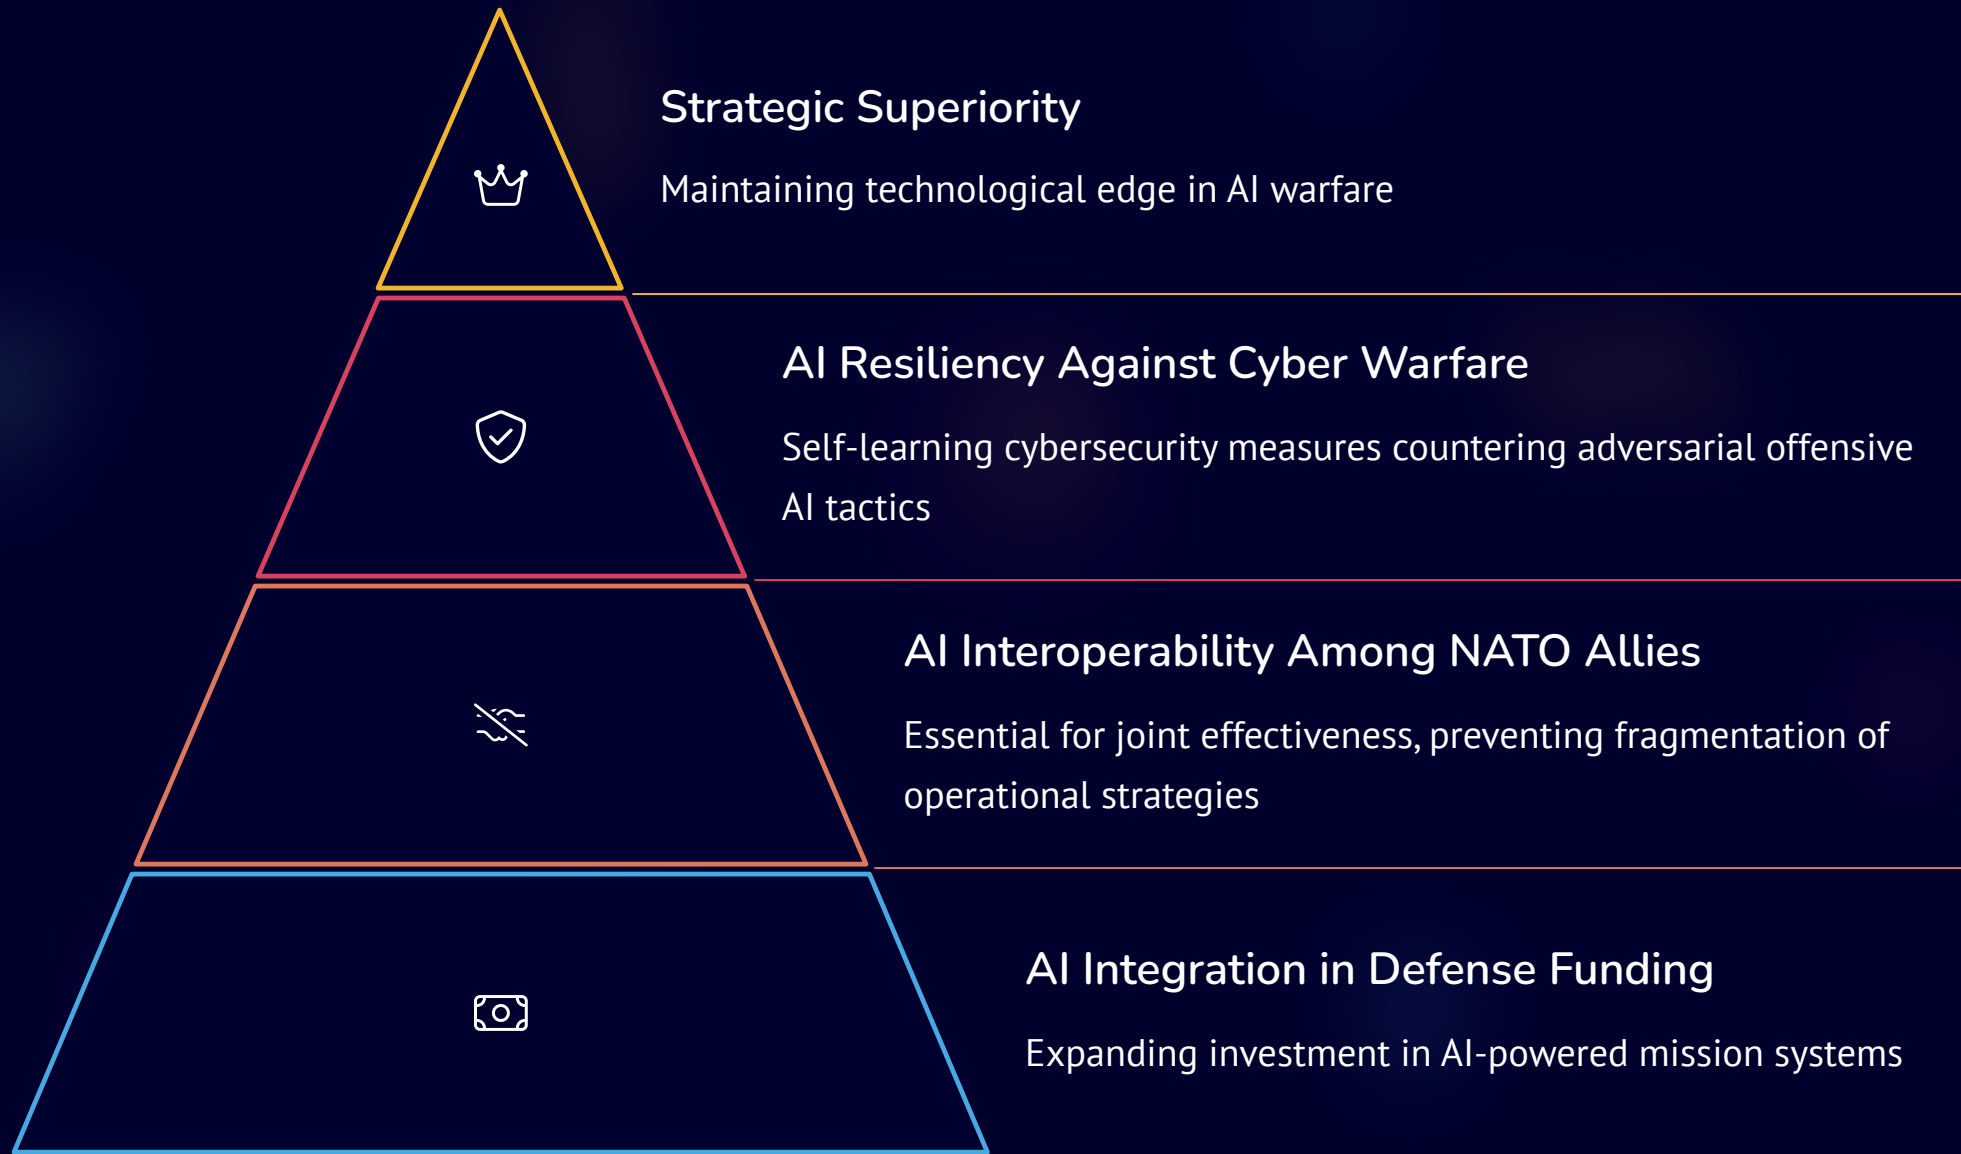 Strategic Superiority
Maintaining technological edge in AI warfare
AI Resiliency Against Cyber Warfare
Self-learning cybersecurity measures countering adversarial offensive
AI tactics
AI Interoperability Among NATO Allies
Essential for joint effectiveness, preventing fragmentation of
operational strategies
AI Integration in Defense Funding
Expanding investment in AI-powered mission systems